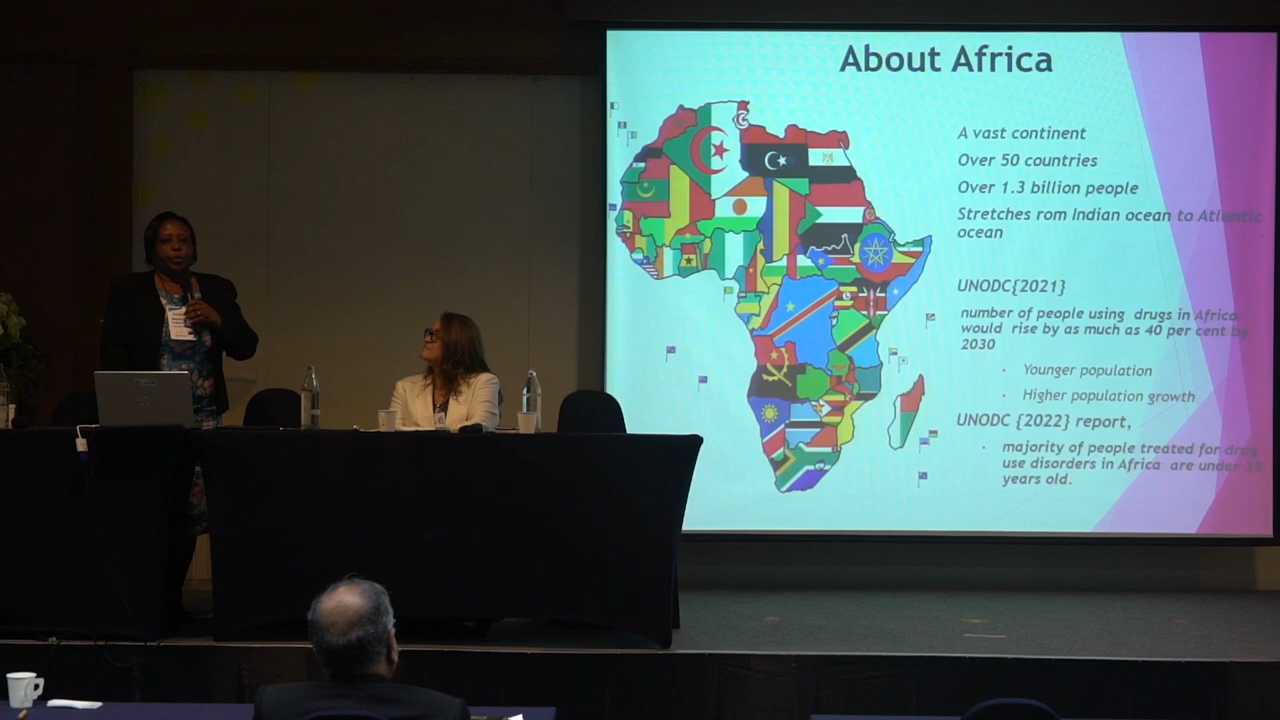 About Africa
A vast continent
Over 50 countries
Over 1.3 billion people
Stretches rom Indian ocean to Atlantic
ocean
UNODC{2021}
number of people using drugs in Africa
would rise by as much as 40 per cent by
2030
Younger population
Higher population growth
UNODC {2022} report,
majority of people treated for drug
use disorders in Africa are under 35
years old.